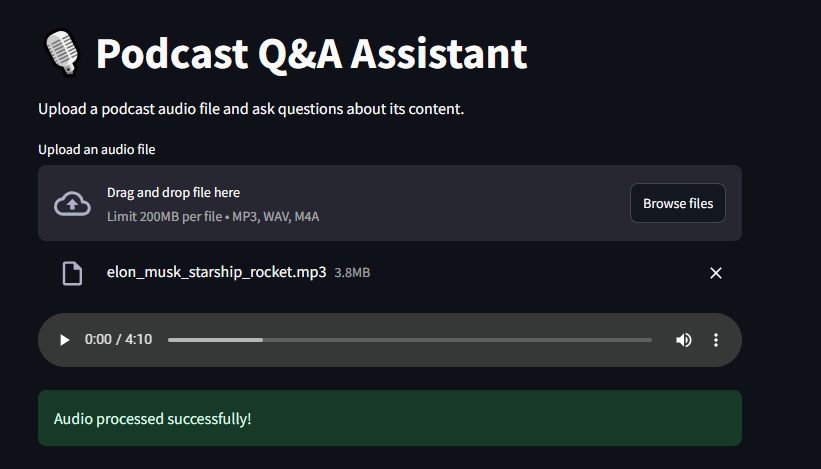 Podcast Q&A Assistant
Upload a podcast audio file and ask questions about its content.
Upload an audio file
Drag and drop file here
Limit 200MB per file • MP3, WAV, M4A
Browse files
elon_musk_starship_rocket.mp3 3.8MB
0:00 / 4:10
Audio processed successfully!